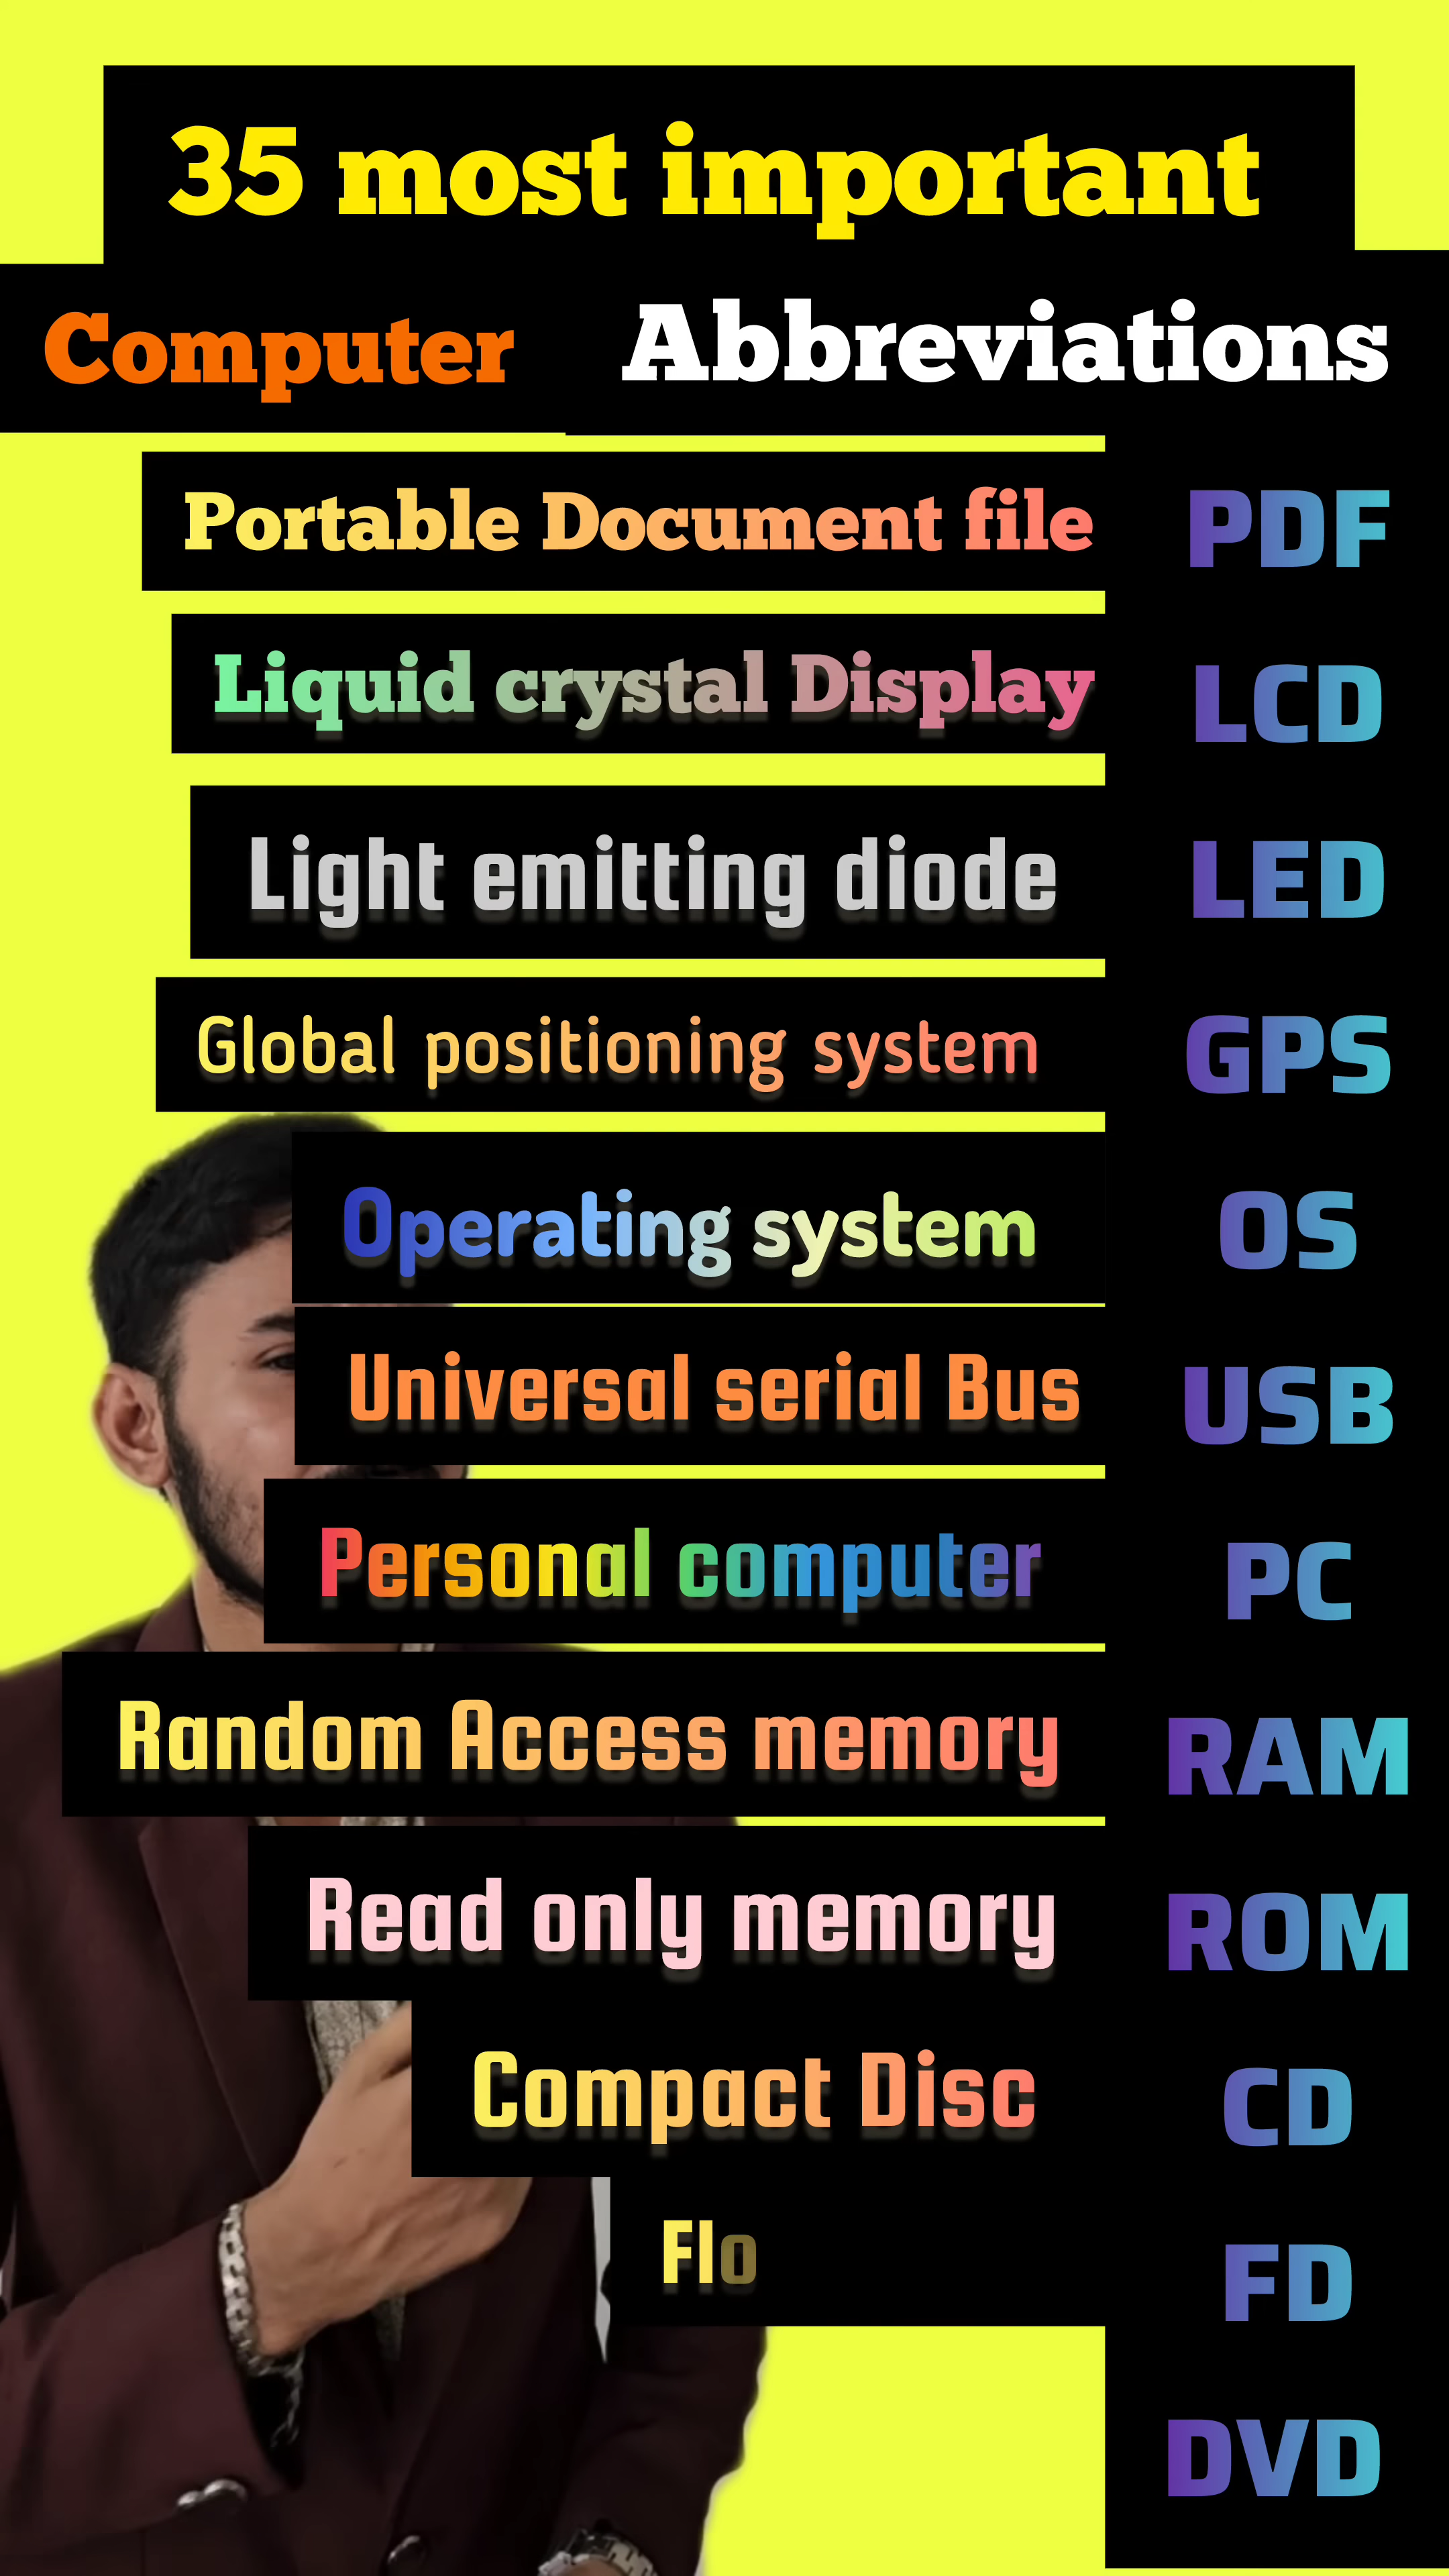 35 most important
Computer Abbreviations
Portable Document file PDF
Liquid crystal Display LCD
Light emitting diode LED
Global positioning system GPS
Operating system OS
Universal serial Bus USB
Personal computer PC
Random Access memory RAM
Read only memory ROM
Compact Disc CD
Flo FD
DVD